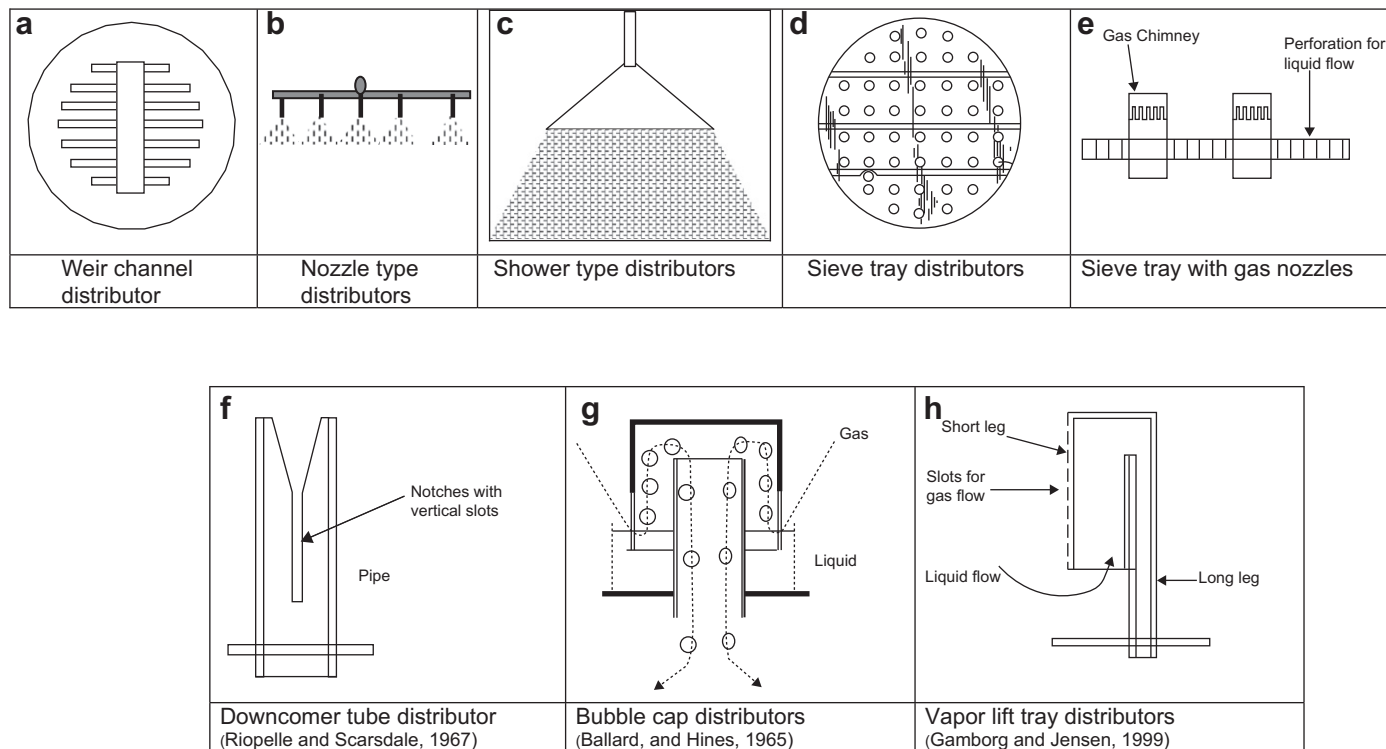 a
b
c
d
e
Gas Chimney
Perforation for
liquid flow
Weir channel
distributor
Nozzle type
distributors
Shower type distributors
Sieve tray distributors
Sieve tray with gas nozzles
f
Notches with
vertical slots
Pipe
g
Gas
Liquid
h
Short leg
Slots for
gas flow
Liquid flow
Long leg
Downcomer tube distributor
(Riopelle and Scarsdale, 1967)
Bubble cap distributors
(Ballard, and Hines, 1965)
Vapor lift tray distributors
(Gamborg and Jensen, 1999)